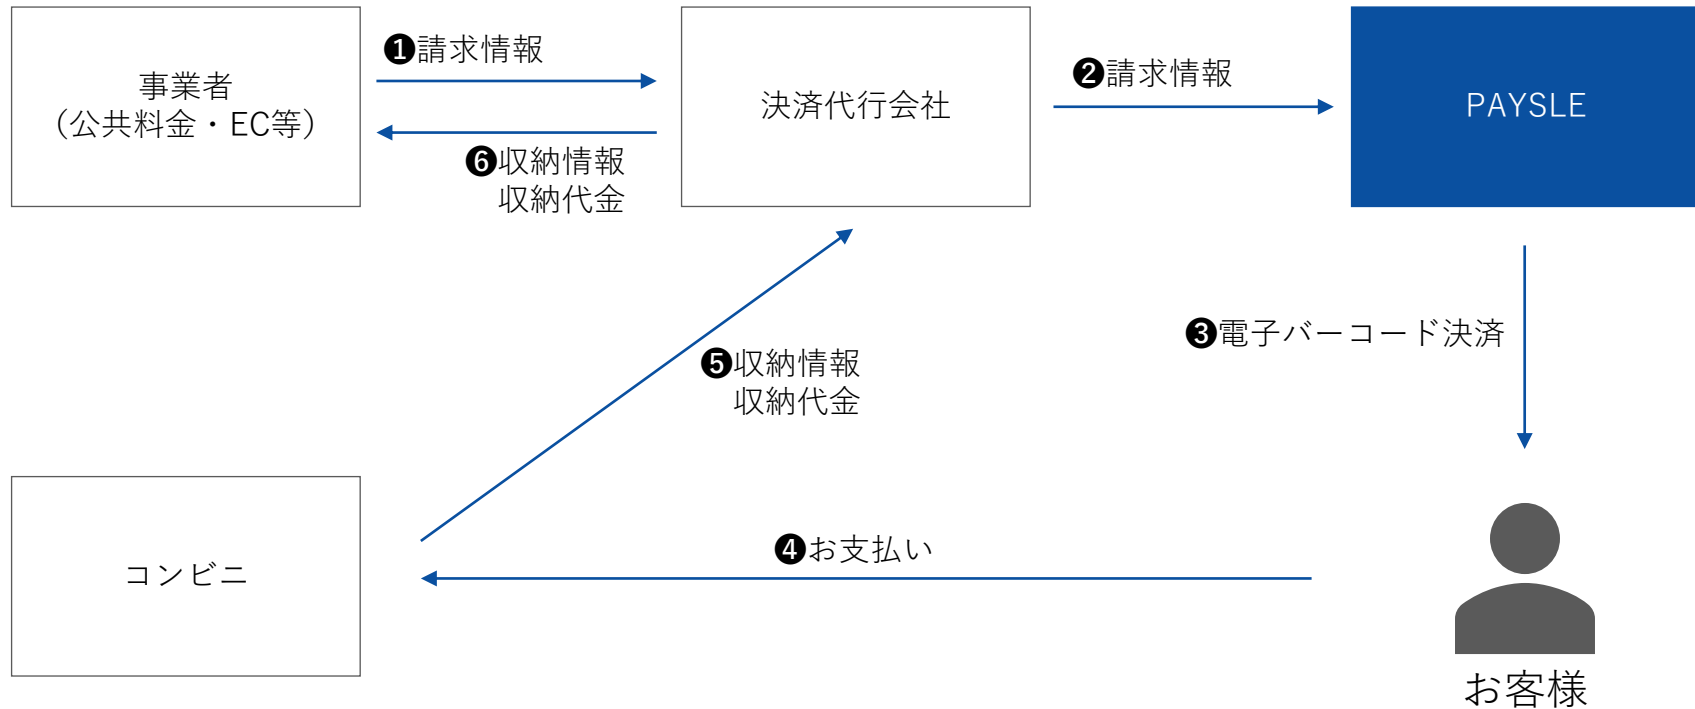 事業者
（公共料金・EC等）
❶請求情報
決済代行会社
❷請求情報
PAYSLE
❻収納情報
収納代金
❸電子バーコード決済
❺収納情報
収納代金
❹お支払い
コンビニ
お客様